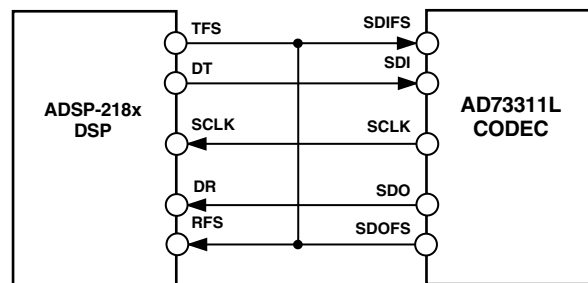 TFS
SDIFS
DT
SDI
ADSP-218x
DSP
SCLK
SCLK
AD73311L
CODEC
DR
SDO
RFS
SDOFS